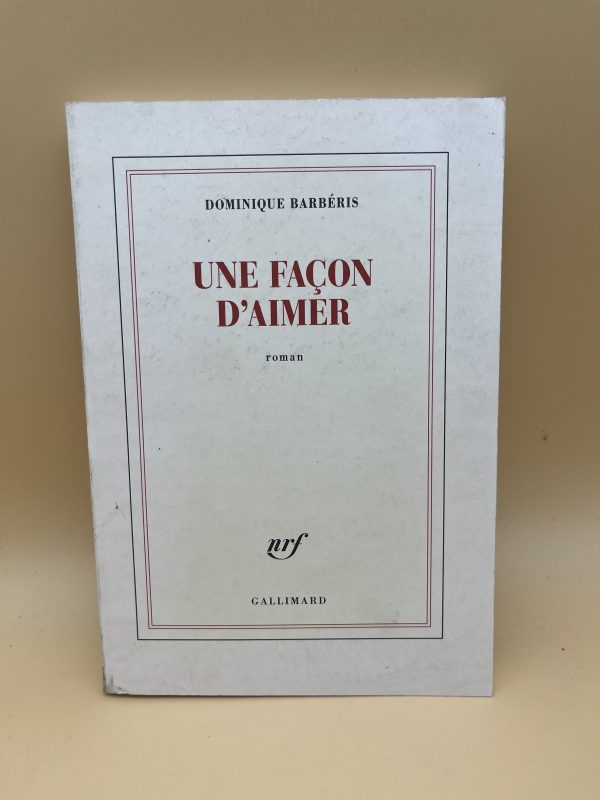 DOMINIQUE BARBÉRIS
UNE FAÇON
D'AIMER
roman
nrf
GALLIMARD